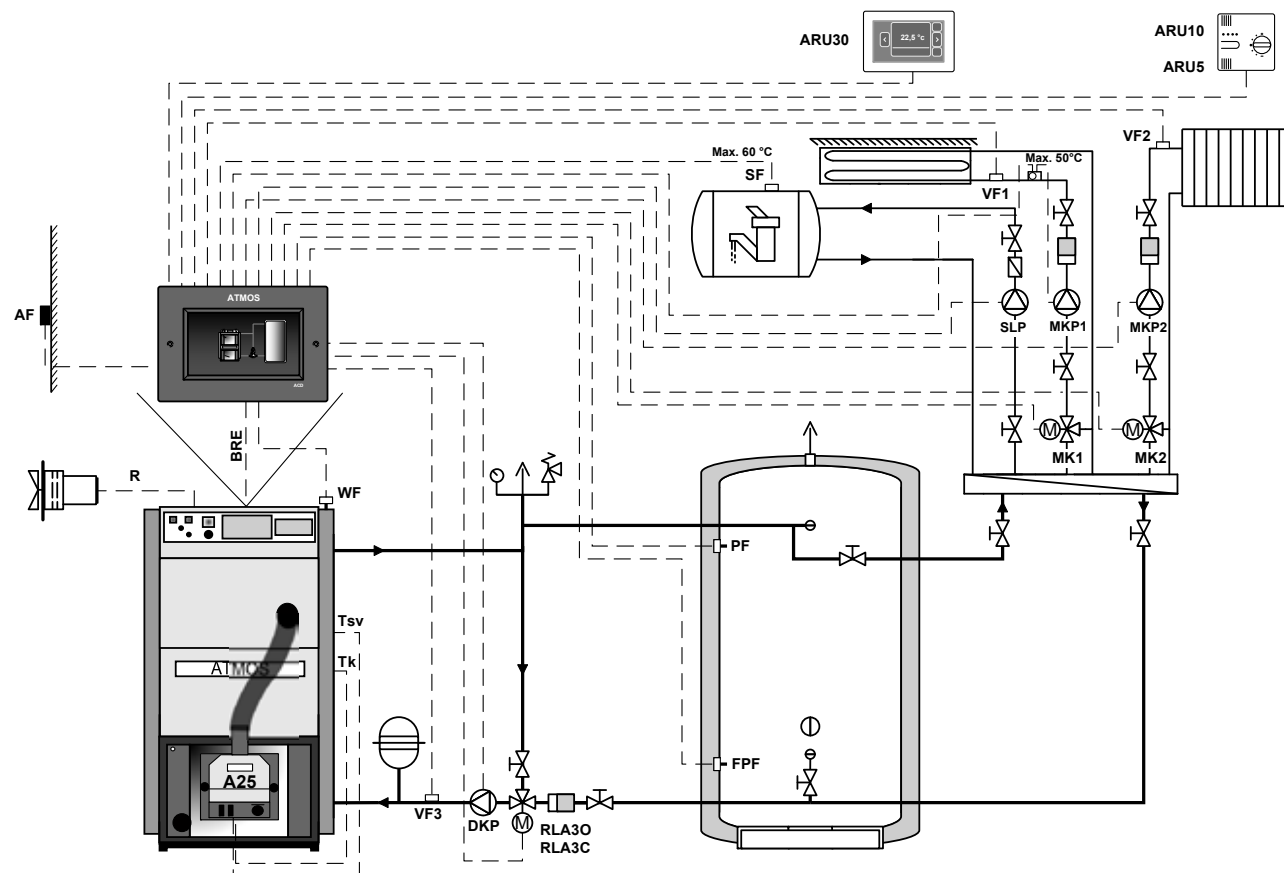 ARU30
22,5 °c
ARU10
ARU5
VF2
Max. 60 °C
SF
Max. 50°C
VF1
ATMOS
ACD
AF
SLP
MKP1
MKP2
M
M
MK1
MK2
BRE
R
WF
PF
Tsv
Tk
ATMOS
A25
FPF
VF3
DKP
M
RLA3O
RLA3C